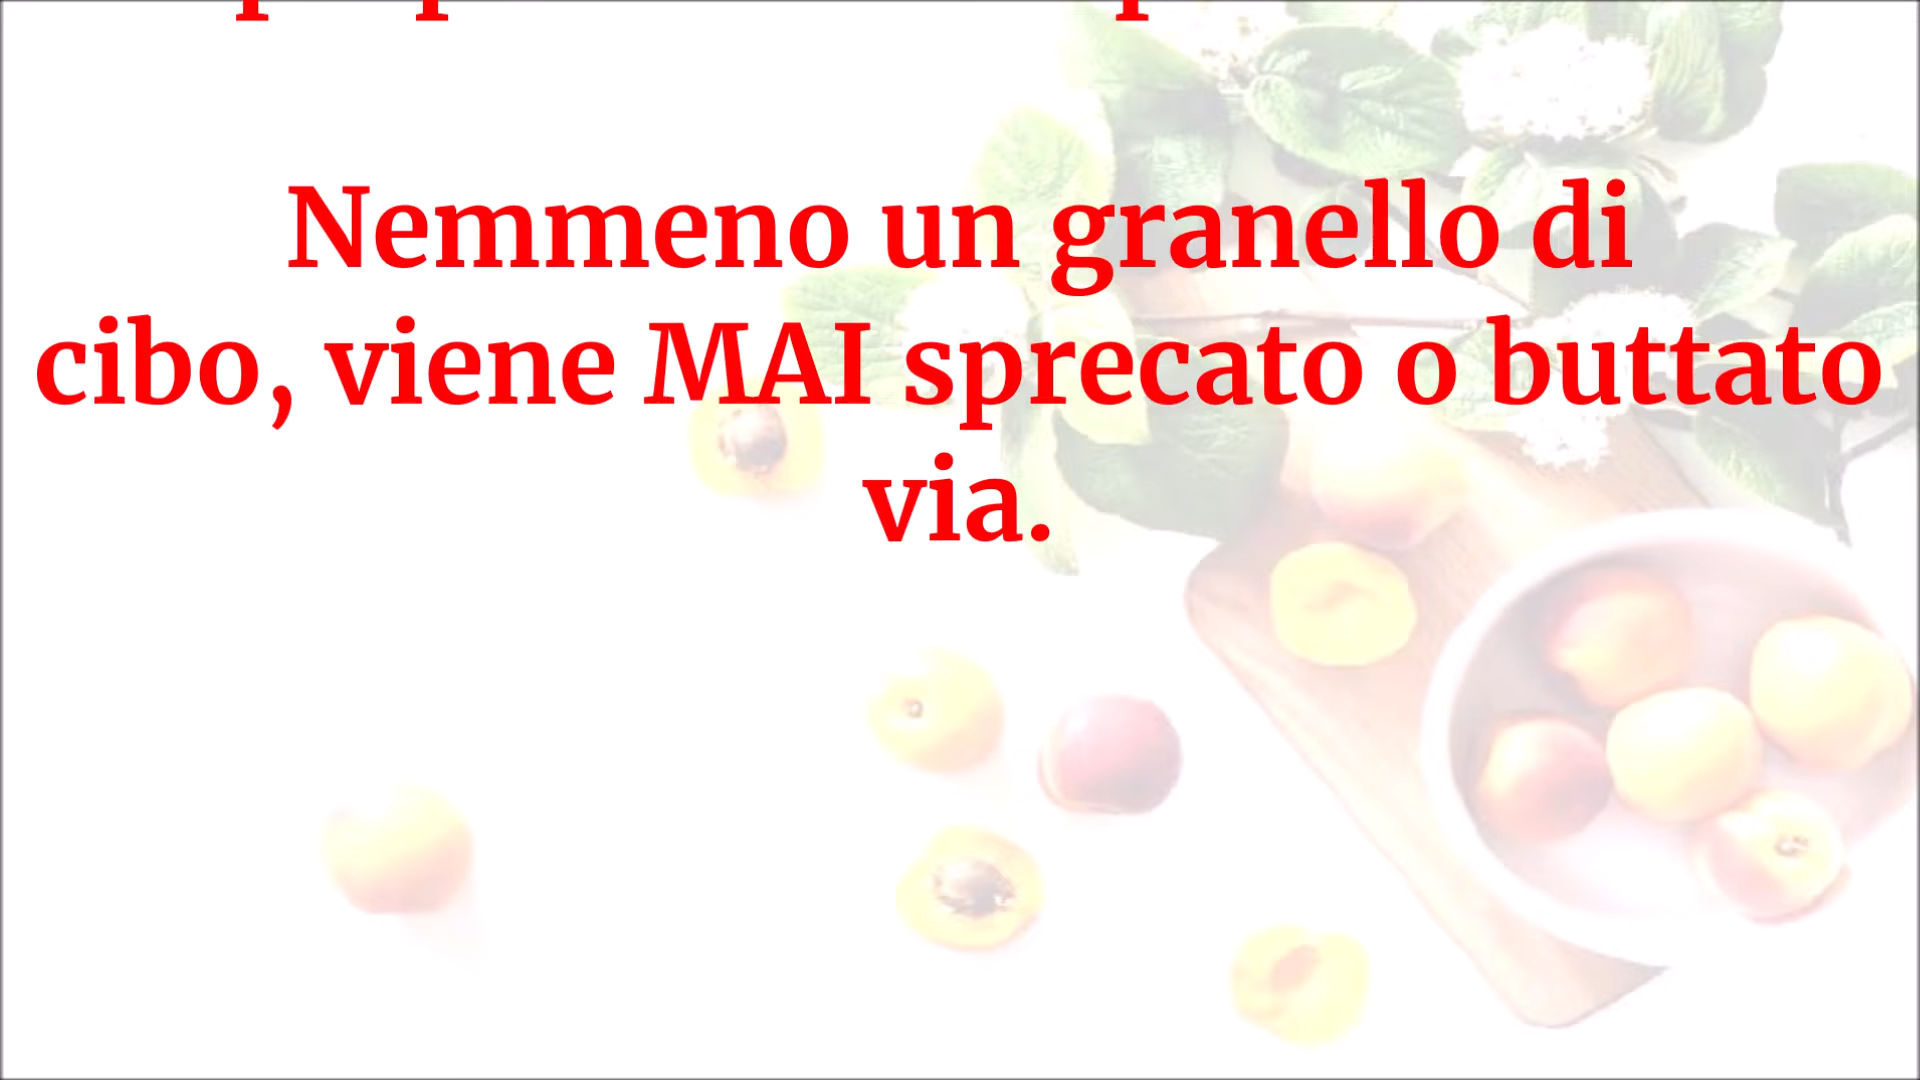 Nemmeno un granello di
cibo, viene MAI sprecato o buttato
via.